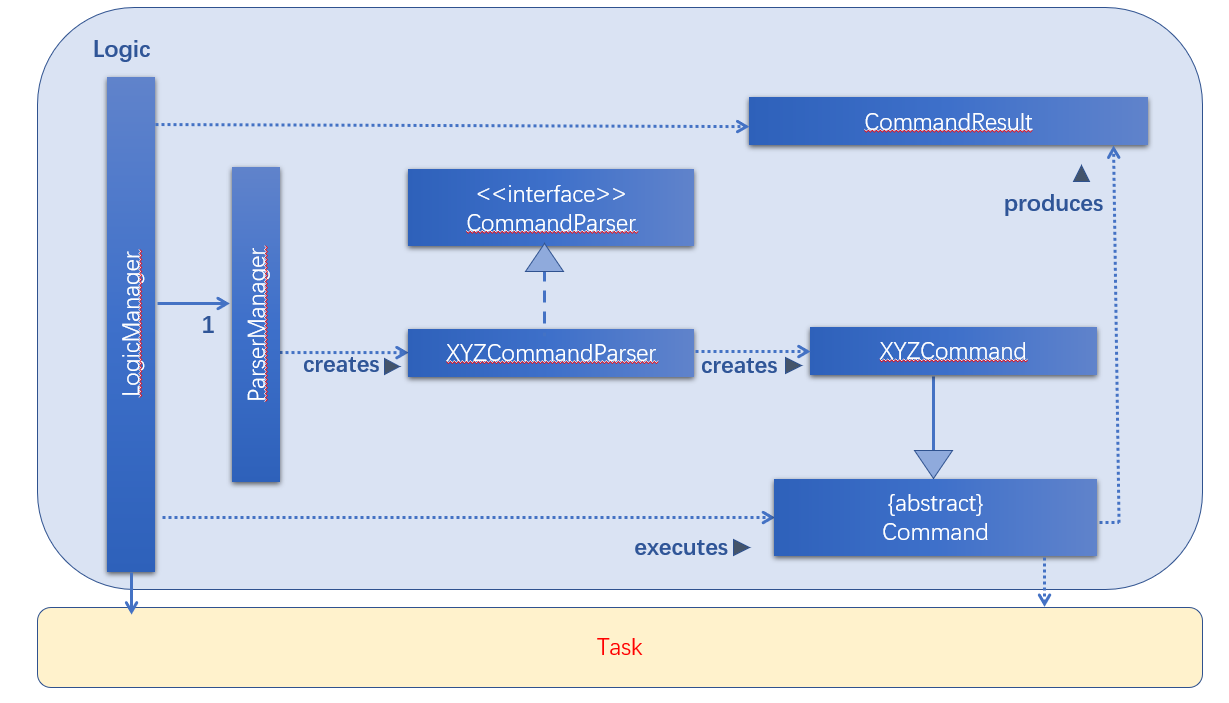 Logic
CommandResult
<<interface>>
CommandParser
produces
LogicManager
ParserManager
1
XYZCommandParser
XYZCommand
creates
creates
{abstract}
Command
executes
Task